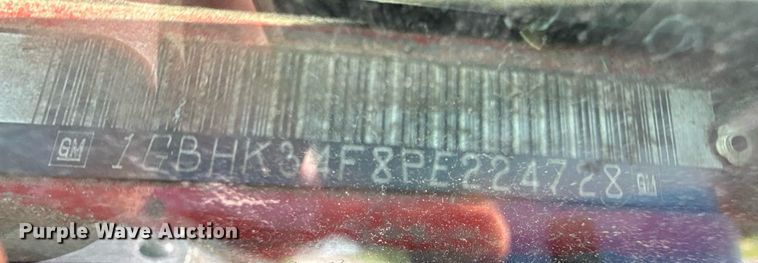 GM 1GBHK34F8PE224728 GM
Purple Wave Auction